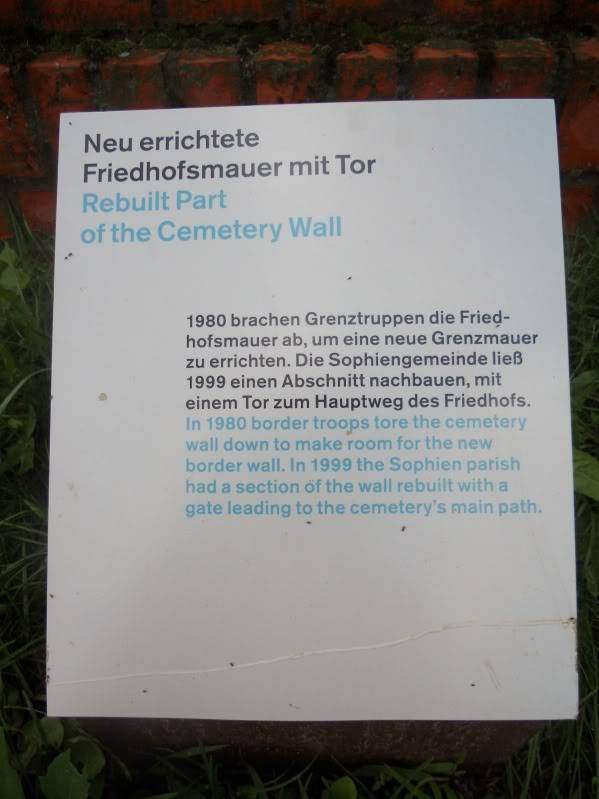 Neu errichtete
Friedhofsmauer mit Tor
Rebuilt Part
of the Cemetery Wall
1980 brachen Grenztruppen die Fried-
hofsmauer ab, um eine neue Grenzmauer
zu errichten. Die Sophiengemeinde ließ
1999 einen Abschnitt nachbauen, mit
einem Tor zum Hauptweg des Friedhofs.
In 1980 border troops tore the cemetery
wall down to make room for the new
border wall. In 1999 the Sophien parish
had a section of the wall rebuilt with a
gate leading to the cemetery's main path.